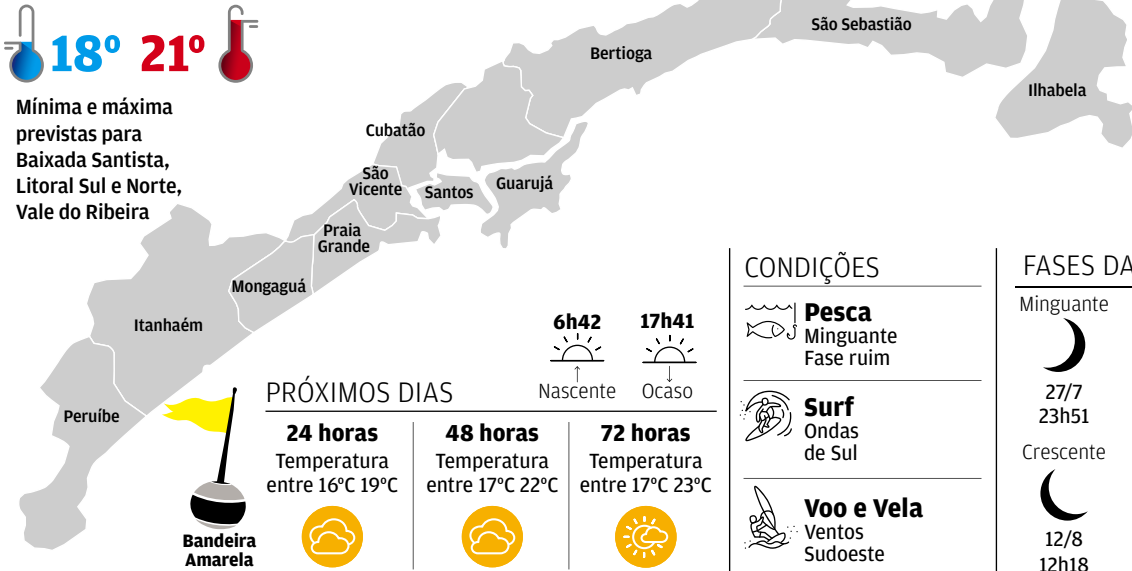 18º 21º
Mínima e máxima
previstas para
Baixada Santista,
Litoral Sul e Norte,
Vale do Ribeira
São Sebastião
Bertioga
Ilhabela
Cubatão
São
Vicente
Santos
Guarujá
Praia
Grande
Mongaguá
Itanhaém
Peruíbe
Bandeira
Amarela
6h42
Nascente
17h41
Ocaso
PRÓXIMOS DIAS
24 horas
Temperatura
entre 16ºC 19ºC
48 horas
Temperatura
entre 17ºC 22ºC
72 horas
Temperatura
entre 17ºC 23ºC
CONDIÇÕES
Pesca
Minguante
Fase ruim
Surf
Ondas
de Sul
Voo e Vela
Ventos
Sudoeste
FASES DA
Minguante
27/7
23h51
Crescente
12/8
12h18